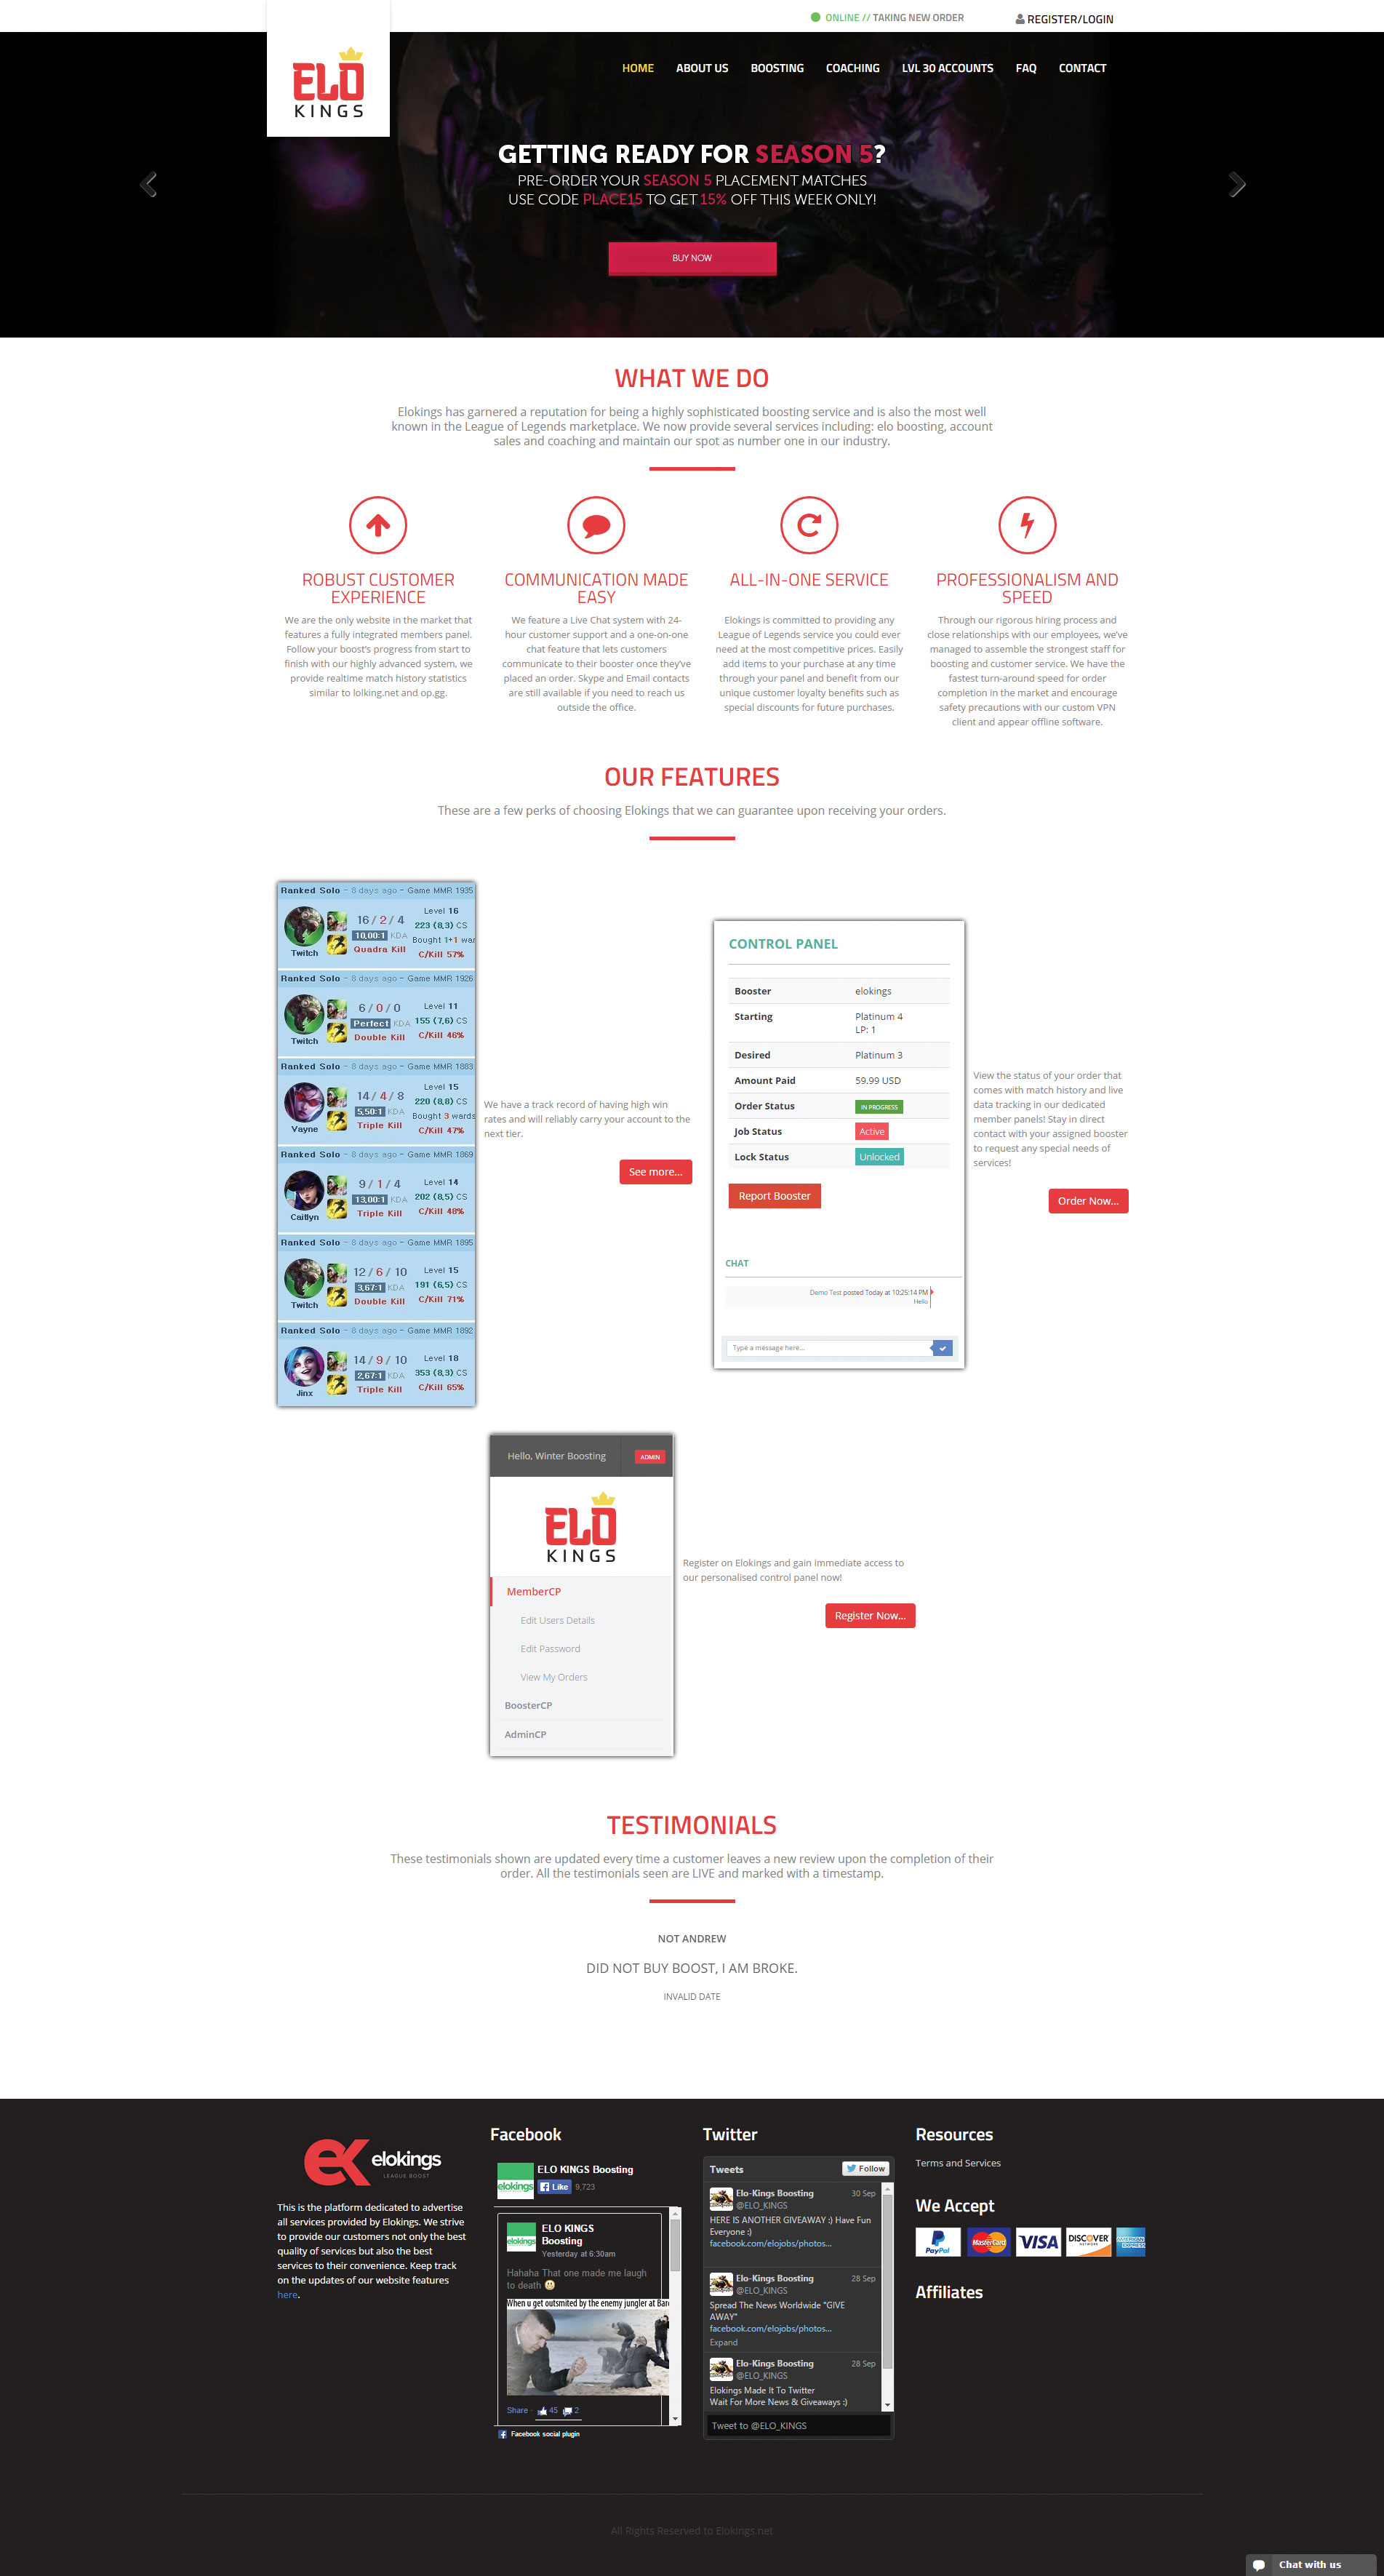 ONLINE // TAKING NEW ORDER
REGISTER/LOGIN
ELO
KINGS
HOME
ABOUT US
BOOSTING
COACHING
LVL 30 ACCOUNTS
FAQ
CONTACT
GETTING READY FOR SEASON 5?
PRE-ORDER YOUR SEASON 5 PLACEMENT MATCHES
USE CODE PLACE15 TO GET 15% OFF THIS WEEK ONLY!
BUY NOW
WHAT WE DO
Elokings has garnered a reputation for being a highly sophisticated boosting service and is also the most well
known in the League of Legends marketplace. We now provide several services including: elo boosting, account
sales and coaching and maintain our spot as number one in our industry.
ROBUST CUSTOMER
EXPERIENCE
We are the only website in the market that
features a fully integrated members panel.
Follow your boost's progress from start to
finish with our highly advanced system, we
provide realtime match history statistics
similar to lolking.net and op.gg.
COMMUNICATION MADE
EASY
We feature a Live Chat system with 24-
hour customer support and a one-on-one
chat feature that lets customers
communicate to their booster once they've
placed an order. Skype and Email contacts
are still available if you need to reach us
outside the office.
ALL-IN-ONE SERVICE
Elokings is committed to providing any
League of Legends service you could ever
need at the most competitive prices. Easily
add items to your purchase at any time
through your panel and benefit from our
unique customer loyalty benefits such as
special discounts for future purchases.
PROFESSIONALISM AND
SPEED
Through our rigorous hiring process and
close relationships with our employees, we've
managed to assemble the strongest staff for
boosting and customer service. We have the
fastest turn-around speed for order
completion in the market and encourage
safety precautions with our custom VPN
client and appear offline software.
OUR FEATURES
These are a few perks of choosing Elokings that we can guarantee upon receiving your orders.
Ranked Solo - 8 days ago - Game MMR 1935
16 / 2 / 4
10,00:1 KDA
Quadra Kill
Level 16
223 (8,3) CS
Bought 1+1 war
C/Kill 57%
Twitch
Ranked Solo - 8 days ago - Game MMR 1926
6 / 0 / 0
Perfect KDA
Double Kill
Level 11
155 (7,6) CS
C/Kill 46%
Twitch
Ranked Solo - 8 days ago - Game MMR 1883
14 / 4 / 8
5,50:1 KDA
Triple Kill
Level 15
220 (8,8) CS
Bought 3 wards
C/Kill 47%
Vayne
Ranked Solo - 8 days ago - Game MMR 1869
9 / 1 / 4
13,00:1 KDA
Triple Kill
Level 14
202 (8,5) CS
C/Kill 48%
Caitlyn
Ranked Solo - 8 days ago - Game MMR 1895
12 / 6 / 10
3,67:1 KDA
Double Kill
Level 15
191 (6,5) CS
C/Kill 71%
Twitch
Ranked Solo - 8 days ago - Game MMR 1892
14 / 9 / 10
2,67:1 KDA
Triple Kill
Level 18
353 (8,3) CS
C/Kill 65%
Jinx
We have a track record of having high win
rates and will reliably carry your account to the
next tier.
See more...
CONTROL PANEL
Booster elokings
Starting Platinum 4
LP: 1
Desired Platinum 3
Amount Paid 59.99 USD
Order Status IN PROGRESS
Job Status Active
Lock Status Unlocked
Report Booster
CHAT
Demo Test posted Today at 10:25:14 PM
Hello
Type a message here...
View the status of your order that
comes with match history and live
data tracking in our dedicated
member panels! Stay in direct
contact with your assigned booster
to request any special needs of
services!
Order Now...
Hello, Winter Boosting
ADMIN
ELO
KINGS
MemberCP
Edit Users Details
Edit Password
View My Orders
BoosterCP
AdminCP
Register on Elokings and gain immediate access to
our personalised control panel now!
Register Now...
TESTIMONIALS
These testimonials shown are updated every time a customer leaves a new review upon the completion of their
order. All the testimonials seen are LIVE and marked with a timestamp.
NOT ANDREW
DID NOT BUY BOOST, I AM BROKE.
INVALID DATE
ek elokings
LEAGUE BOOST
This is the platform dedicated to advertise
all services provided by Elokings. We strive
to provide our customers not only the best
quality of services but also the best
services to their convenience. Keep track
on the updates of our website features
here.
Facebook
elokings
ELO KINGS Boosting
Like 9,723
elokings
ELO KINGS
Boosting
Yesterday at 6:30am
Hahaha That one made me laugh
to death
When u get outsmited by the enemy jungler at Bar
Share · 45 2
Facebook social plugin
Twitter
Tweets
Follow
Elo-Kings Boosting 30 Sep
@ELO_KINGS
HERE IS ANOTHER GIVEAWAY :) Have Fun
Everyone :)
facebook.com/elojobs/photos...
Elo-Kings Boosting 28 Sep
@ELO_KINGS
Spread The News Worldwide "GIVE
AWAY"
facebook.com/elojobs/photos...
Expand
Elo-Kings Boosting 28 Sep
@ELO_KINGS
Elokings Made It To Twitter
Wait For More News & Giveaways :)
Tweet to @ELO_KINGS
Resources
Terms and Services
We Accept
PayPal
MasterCard
VISA
DISCOVER
NETWORK
AMERICAN
EXPRESS
Affiliates
All Rights Reserved to Elokings.net
Chat with us